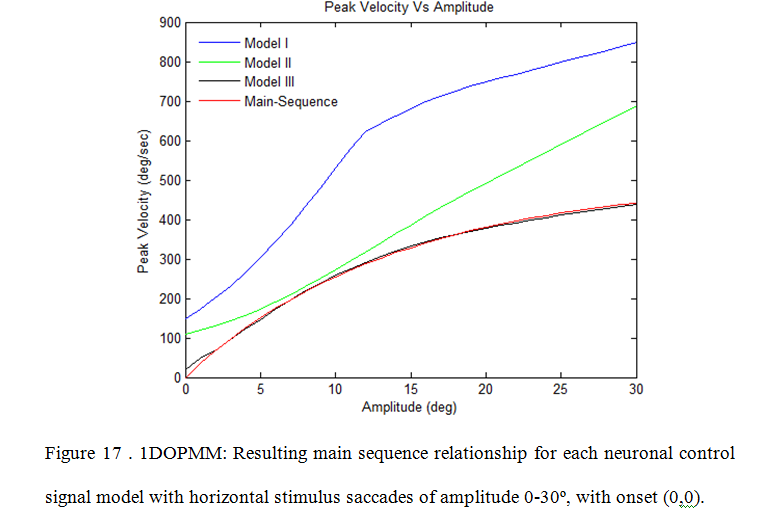 Peak Velocity Vs Amplitude
900
800
700
600
500
400
300
200
100
0
Peak Velocity (deg/sec)
Model I
Model II
Model III
Main-Sequence
0 5 10 15 20 25 30
Amplitude (deg)
Figure 17 . 1DOPMM: Resulting main sequence relationship for each neuronal control
signal model with horizontal stimulus saccades of amplitude 0-30º, with onset (0,0).